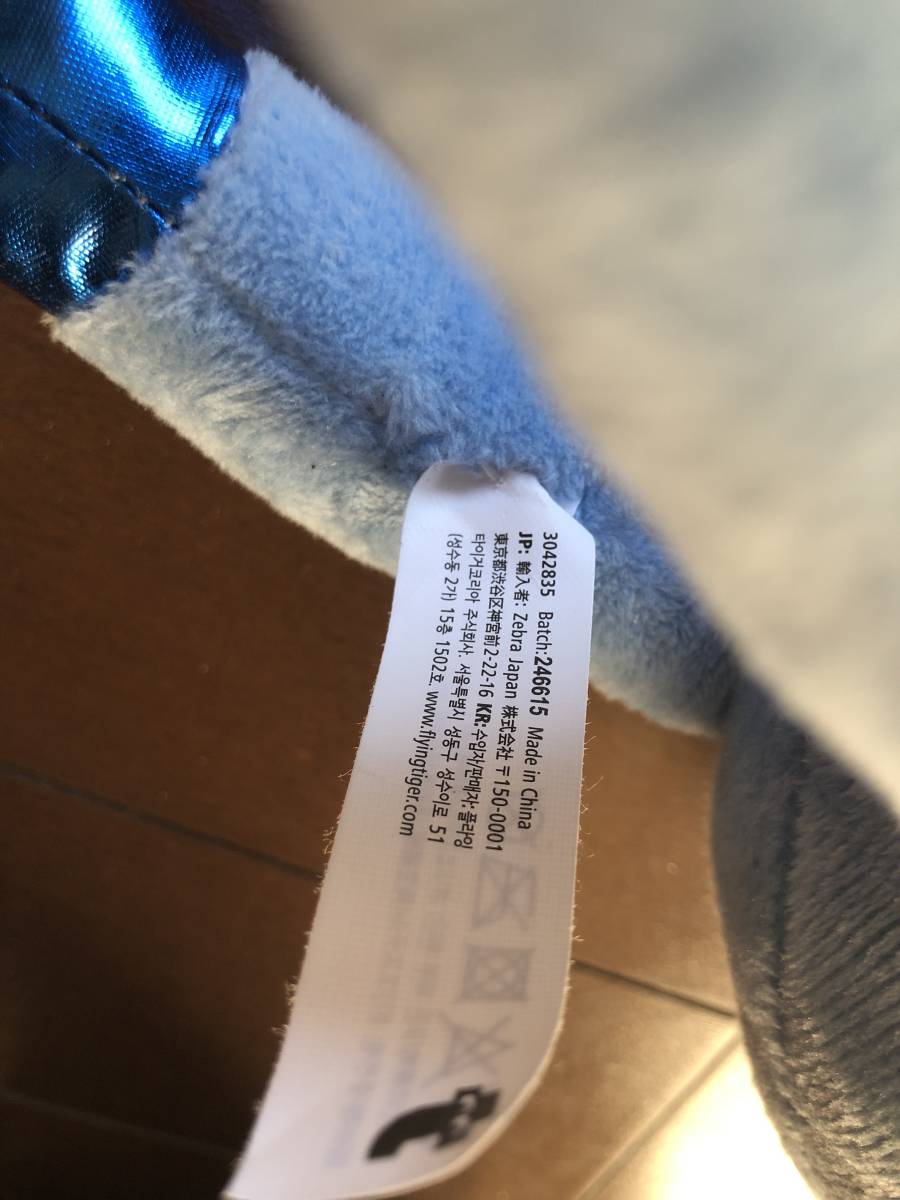 3042835 Batch:246615 Made in China
JP: 輸入者: Zebra Japan 株式会社 〒150-0001
東京都渋谷区神宮前2-22-16 KR:수입자/판매자: 플라잉
타이거코리아 주식회사. 서울특별시 성동구 성수이로 51
(성수동 2가) 15층 1502호. www.flyingtiger.com